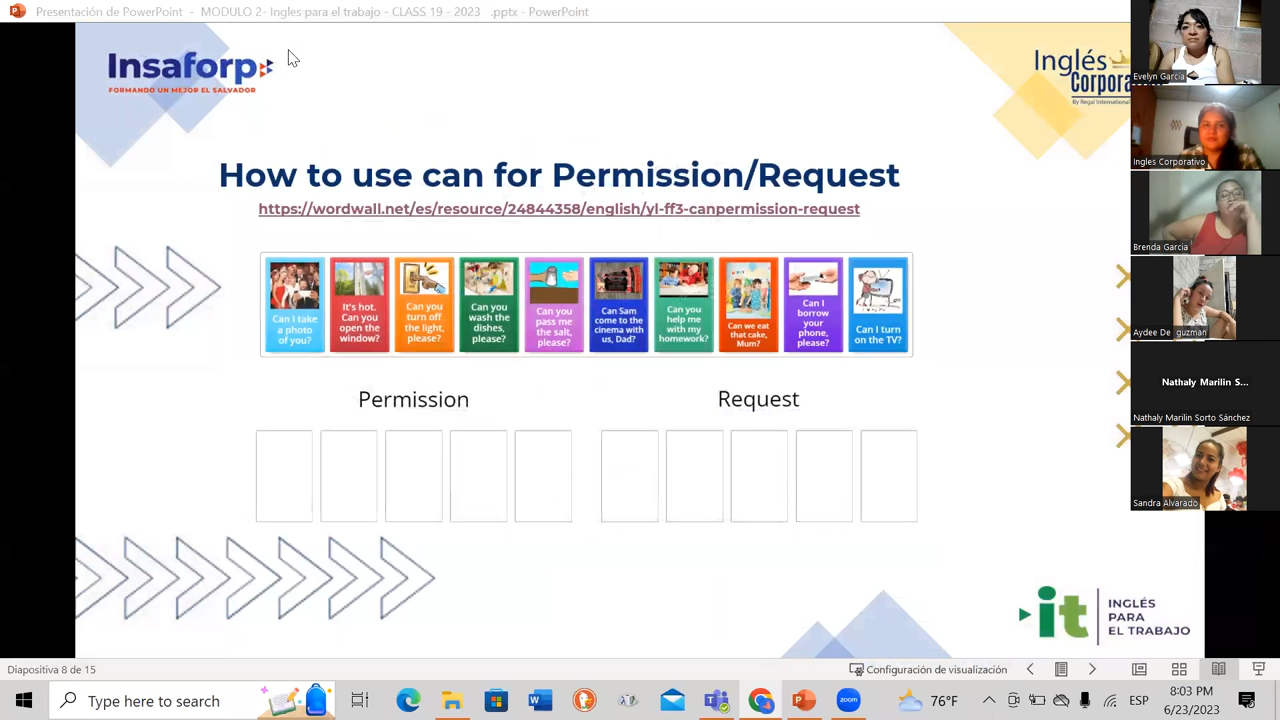 Presentación de PowerPoint - MODULO 2- Ingles para el trabajo - CLASS 19 - 2023 .pptx - PowerPoint
Insaforp
FORMANDO UN MEJOR EL SALVADOR
Inglés
Corpora
By Regal International
How to use can for Permission/Request
https://wordwall.net/es/resource/24844358/english/yl-ff3-canpermission-request
Can I take
a photo
of you?
It's hot.
Can you
open the
window?
Can you
turn off
the light,
please?
Can you
wash the
dishes,
please?
Can you
pass me
the salt,
please?
Can Sam
come to the
cinema with
us, Dad?
Can you
help me
with my
homework?
Can we eat
that cake,
Mum?
Can I
borrow
your
phone,
please?
Can I turn
on the TV?
Permission
Request
it
INGLÉS
PARA
EL TRABAJO
Evelyn García
Ingles Corporativo
Brenda Garcia
Aydee De guzman
Nathaly Marilin S...
Nathaly Marilin Sorto Sánchez
Sandra Alvarado
Diapositiva 8 de 15
Configuración de visualización
Type here to search
zoom
76°F
ESP
8:03 PM
6/23/2023